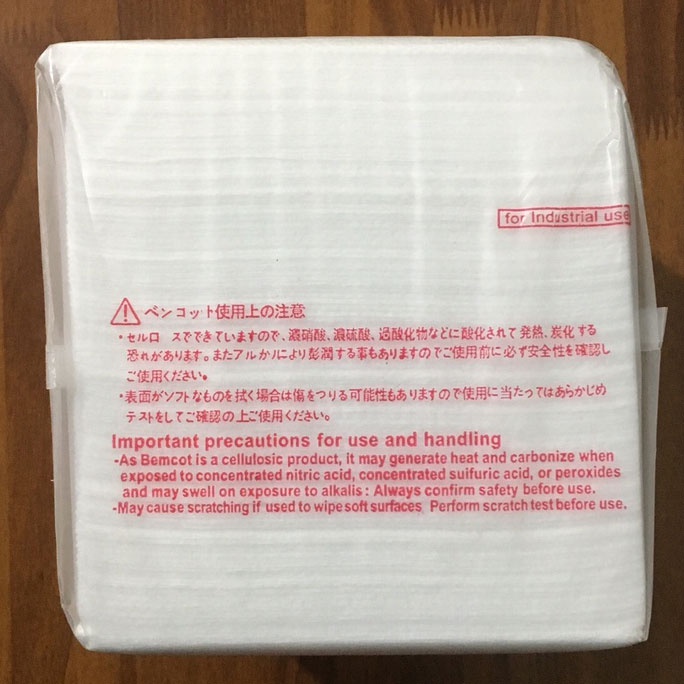 for Industrial use
⚠ベンコット使用上の注意
・セルロースでできていますので、濃硝酸、濃硫酸、過酸化物などに酸化されて発熱、炭化する
恐れがあります。またアルカリにより膨潤する事もありますのでご使用前に必ず安全性を確認し
ご使用ください。
・表面がソフトなものを拭く場合は傷をつける可能性もありますので使用に当たってはあらかじめ
テストをしてご確認の上ご使用ください。
Important precautions for use and handling
-As Bemcot is a cellulosic product, it may generate heat and carbonize when
exposed to concentrated nitric acid, concentrated sulfuric acid, or peroxides
and may swell on exposure to alkalis : Always confirm safety before use.
-May cause scratching if used to wipe soft surfaces. Perform scratch test before use.